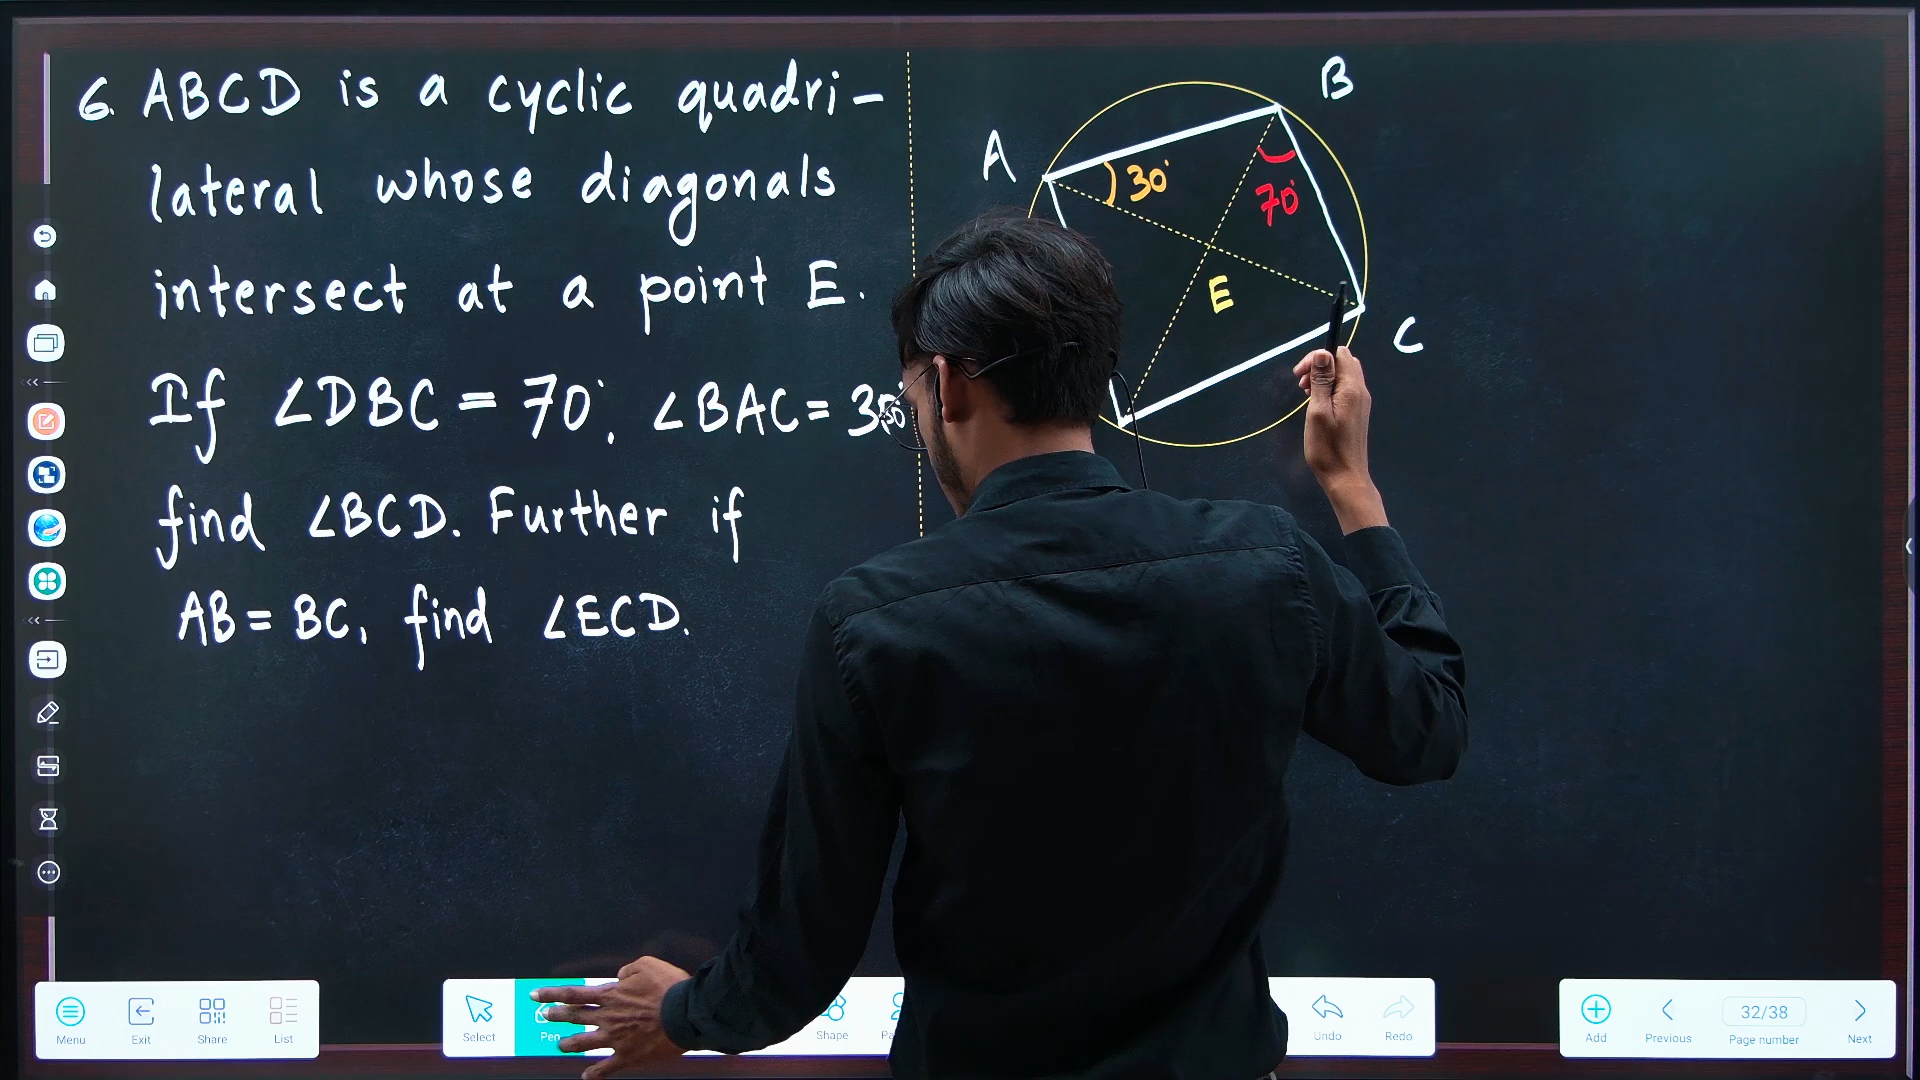 6. ABCD is a cyclic quadri-
lateral whose diagonals
intersect at a point E.
If ∠DBC = 70°, ∠BAC = 30°
find ∠BCD. Further if
AB = BC, find ∠ECD.
B
A
30°
70°
E
C
Menu
Exit
Share
List
Select
Pen
Shape
Undo
Redo
Add
Previous
32/38
Page number
Next